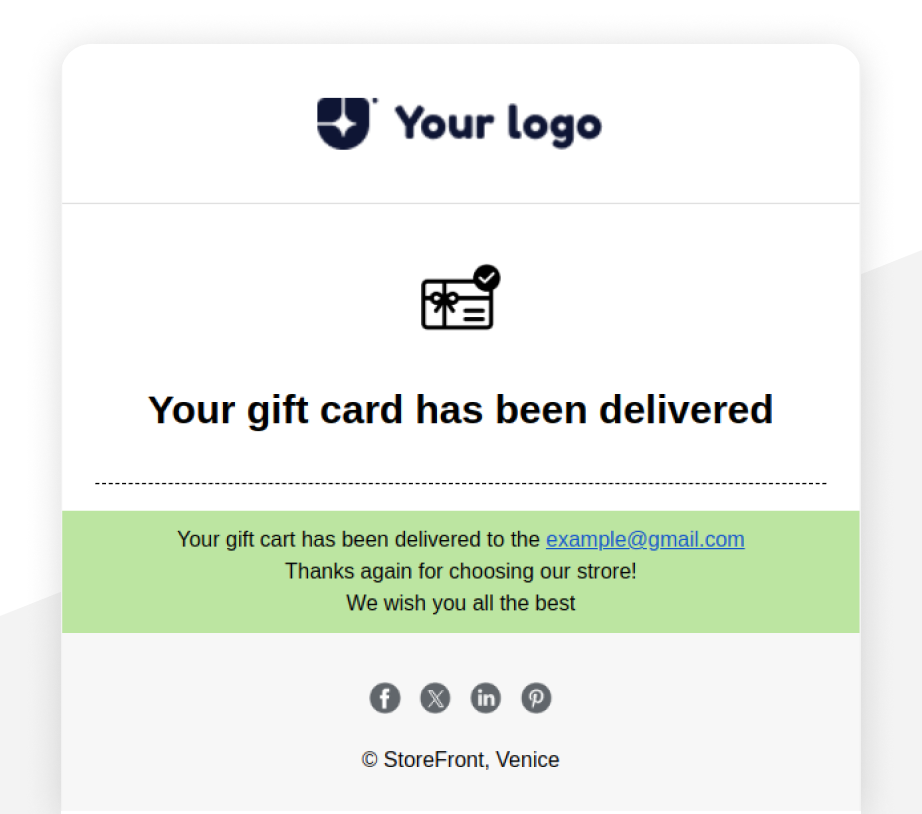 Your logo
Your gift card has been delivered
Your gift cart has been delivered to the example@gmail.com
Thanks again for choosing our strore!
We wish you all the best
© StoreFront, Venice